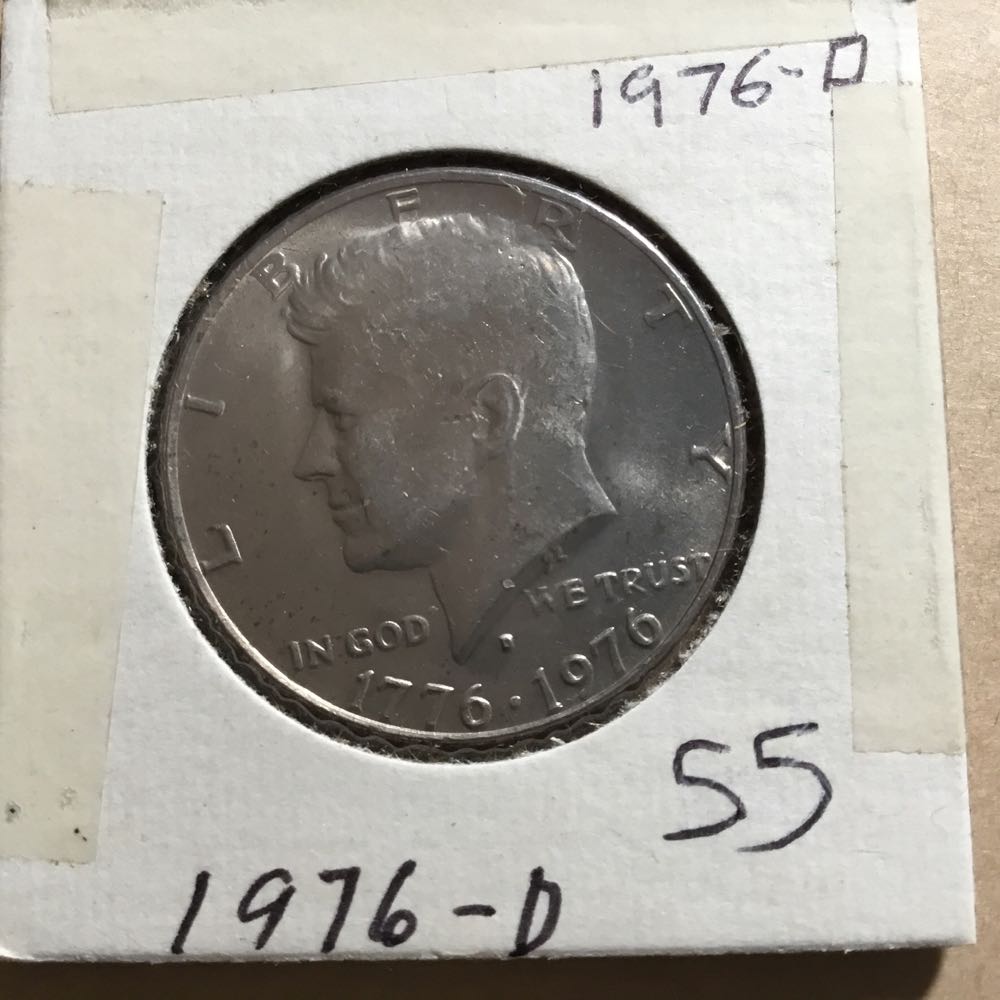 1976-D
LIBERTY
IN GOD WE TRUST
D
1776·1976
55
1976-D